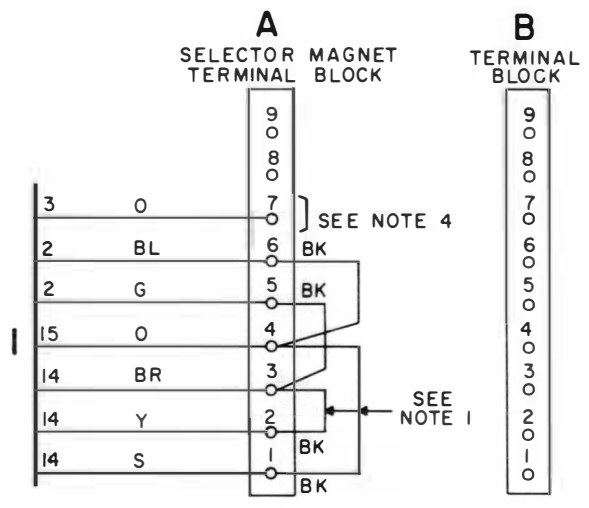 A
SELECTOR MAGNET
TERMINAL BLOCK
B
TERMINAL
BLOCK
9
8
7
6
5
4
3
2
1
3 O
SEE NOTE 4
2 BL
BK
2 G
BK
15 O
14 BR
14 Y
BK
14 S
BK
SEE
NOTE 1
9
8
7
6
5
4
3
2
1